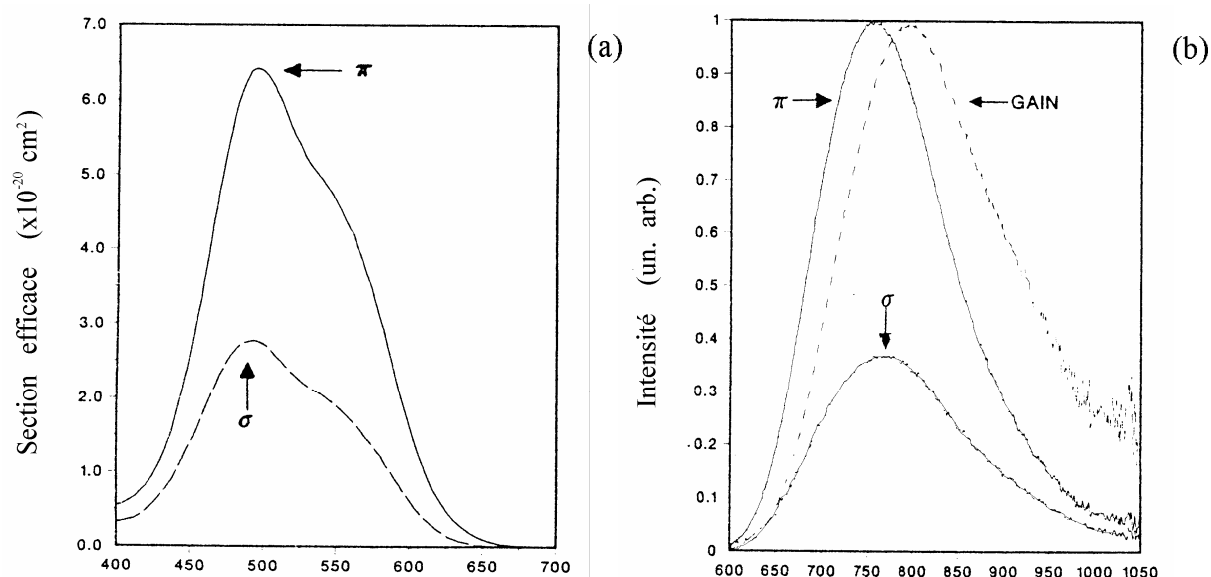 7.0
6.0
5.0
4.0
3.0
2.0
1.0
0.0
400 450 500 550 600 650 700
Section efficace (x10⁻²⁰ cm²)
π
σ
(a)
1
0.9
0.8
0.7
0.6
0.5
0.4
0.3
0.2
0.1
0
600 650 700 750 800 850 900 950 1000 1050
Intensité (un. arb.)
π
GAIN
σ
(b)